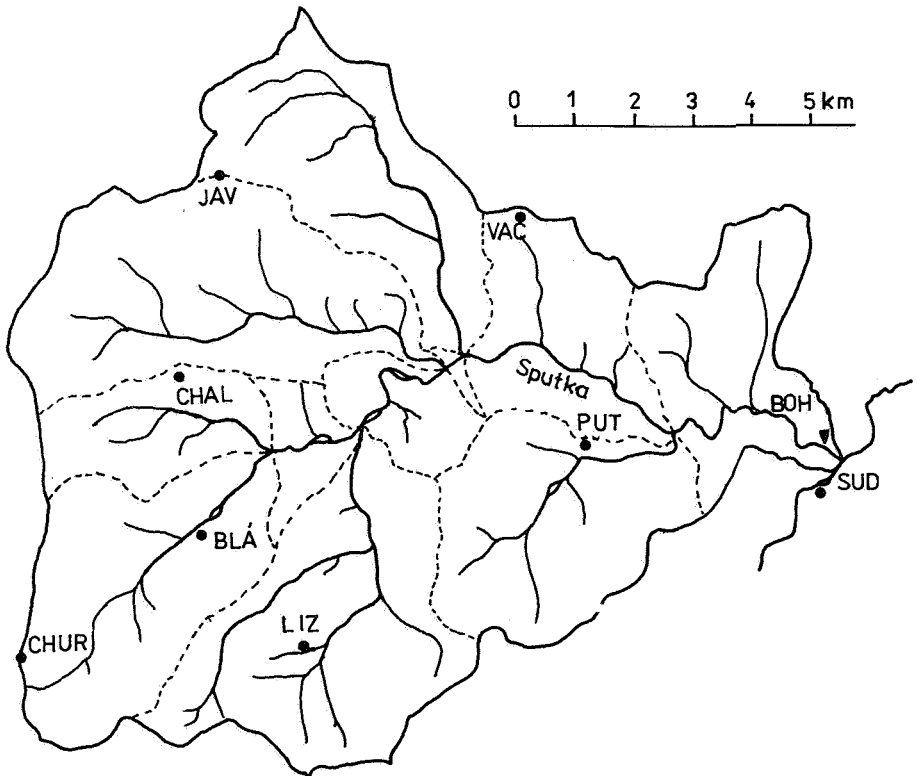 0 1 2 3 4 5 km
JAV
VAC
CHAL
Sputka
PUT
BOH
SUD
BLÁ
LIZ
CHUR